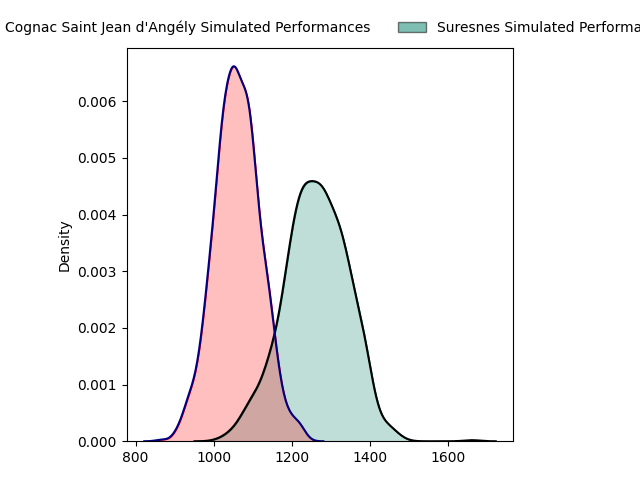 Cognac Saint Jean d'Angély Simulated Performances
Suresnes Simulated Performa
Density
0.006
0.005
0.004
0.003
0.002
0.001
0.000
800 1000 1200 1400 1600